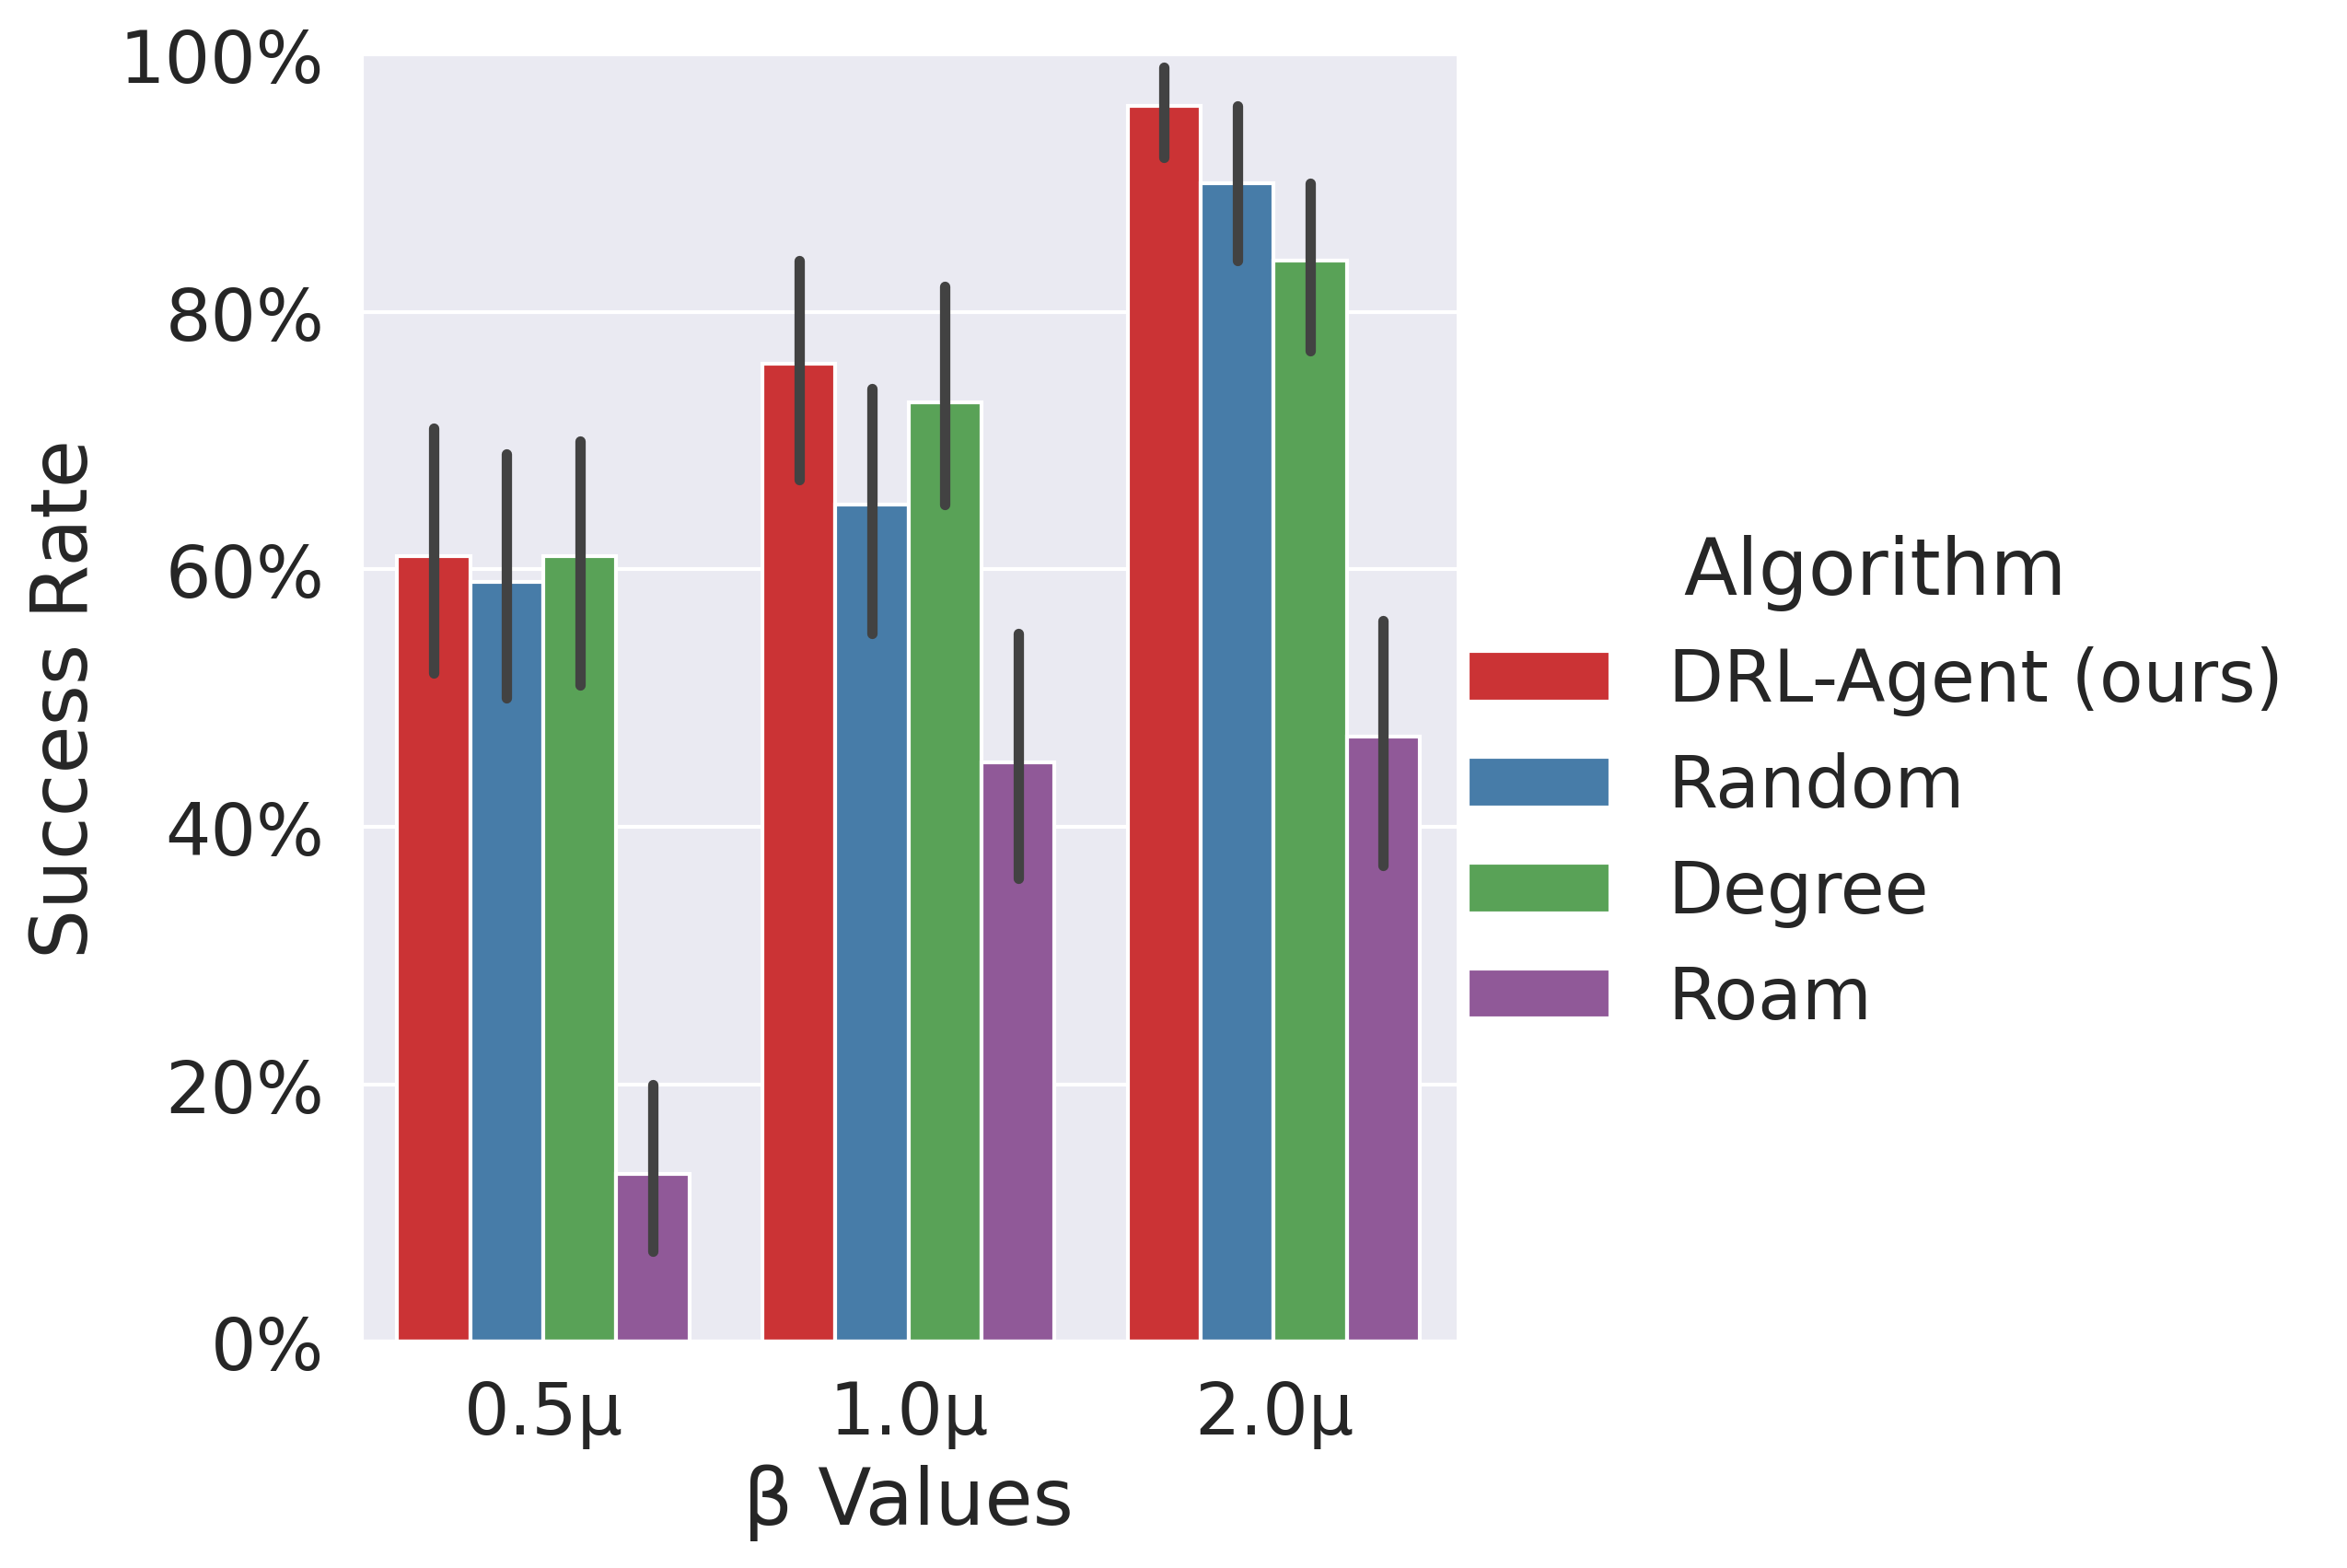 100%
80%
60%
40%
20%
0%
Success Rate
0.5µ 1.0µ 2.0µ
β Values
Algorithm
DRL-Agent (ours)
Random
Degree
Roam